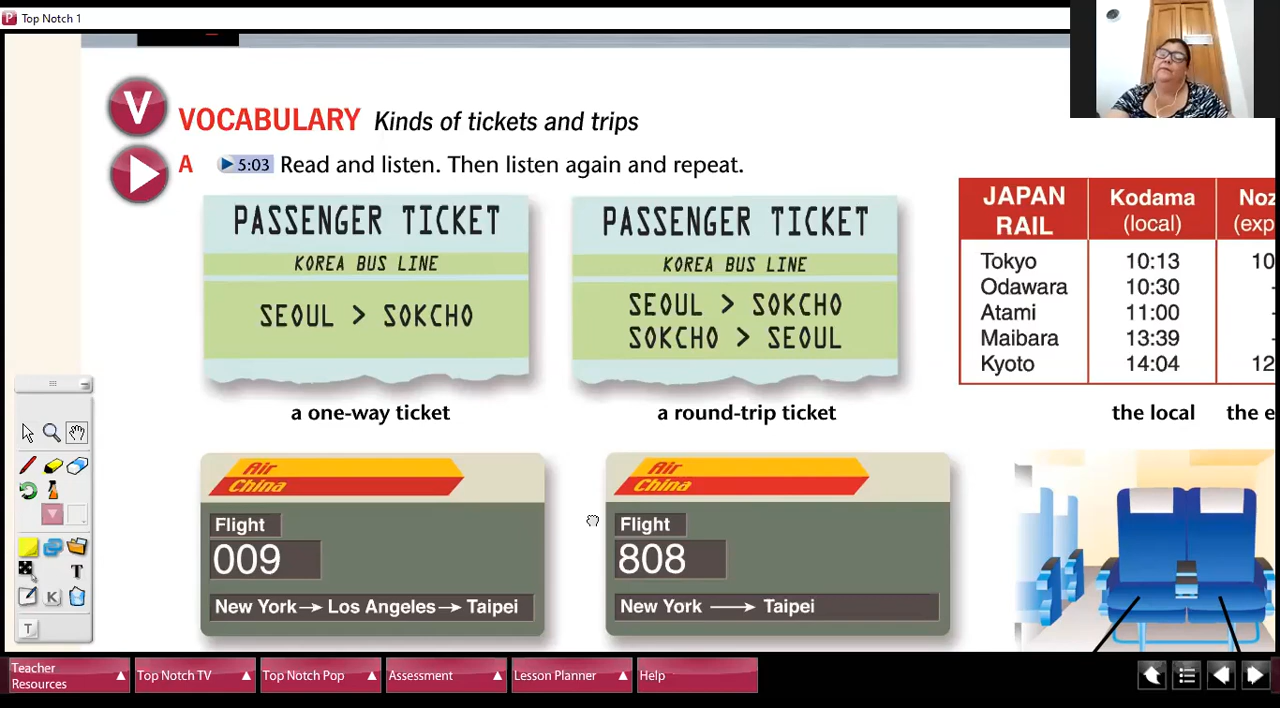 Top Notch 1
V
VOCABULARY Kinds of tickets and trips
A 5:03 Read and listen. Then listen again and repeat.
PASSENGER TICKET
KOREA BUS LINE
SEOUL > SOKCHO
a one-way ticket
PASSENGER TICKET
KOREA BUS LINE
SEOUL > SOKCHO
SOKCHO > SEOUL
a round-trip ticket
JAPAN RAIL Kodama (local)
Tokyo 10:13 10
Odawara 10:30 -
Atami 11:00 -
Maibara 13:39 -
Kyoto 14:04 12
the local the
Air China
Flight
009
New York→ Los Angeles→ Taipei
Air China
Flight
808
New York → Taipei
T
K
T
Teacher Resources
Top Notch TV
Top Notch Pop
Assessment
Lesson Planner
Help